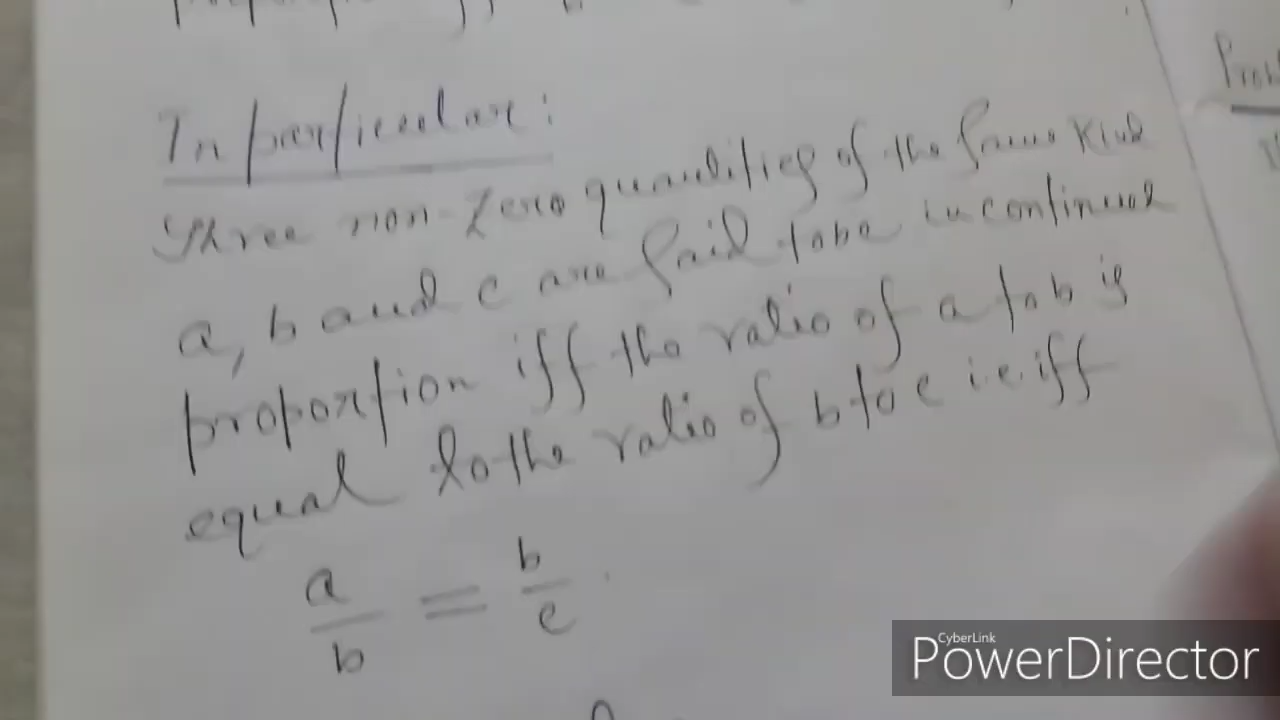 In particular:
Three non-zero quantities of the same kind
a, b and c are said to be in continued
proportion iff the ratio of a to b is
equal to the ratio of b to c i.e. iff
a/b = b/c.
Prob
CyberLink
PowerDirector